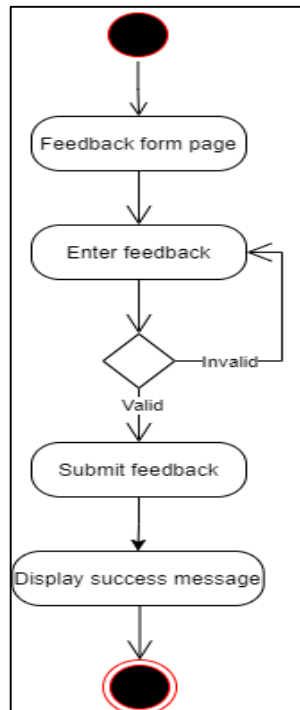 Feedback form page
Enter feedback
Invalid
Valid
Submit feedback
Display success message